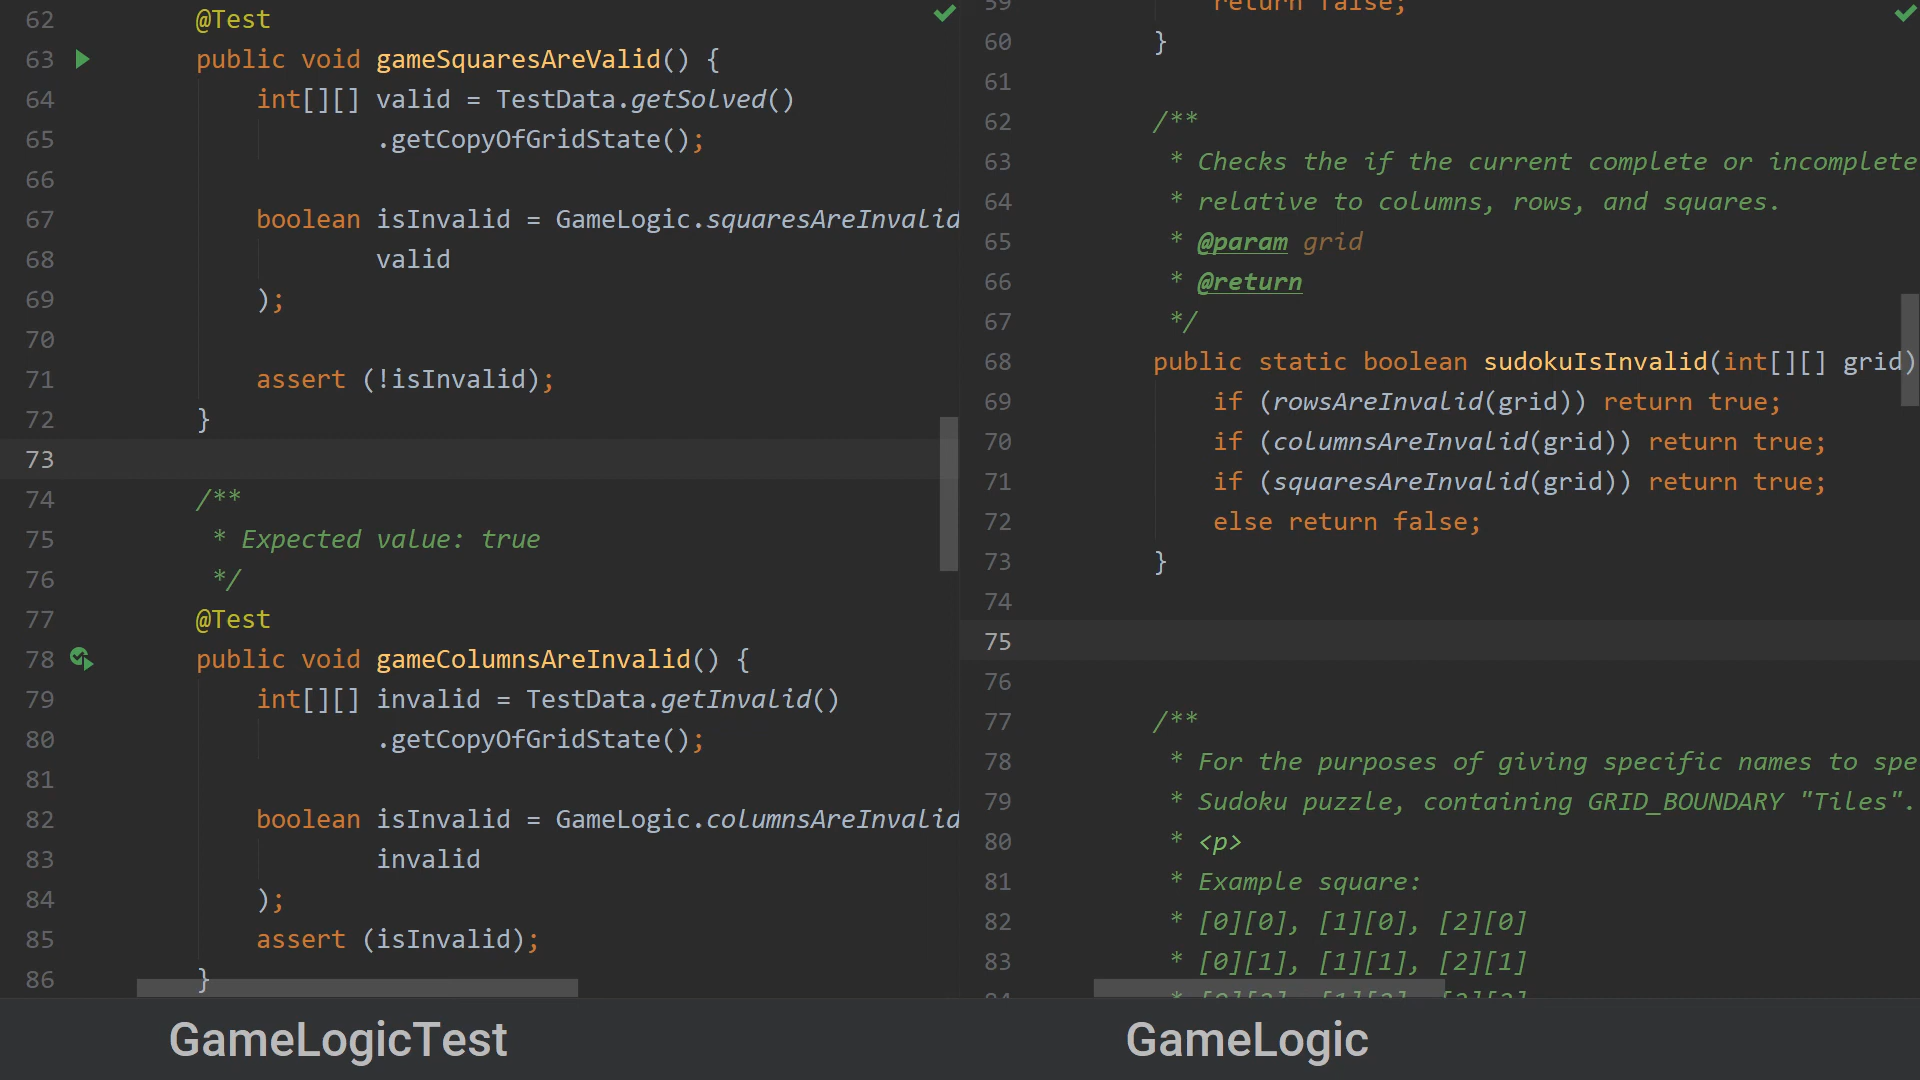 62 @Test
63 public void gameSquaresAreValid() {
64 int[][] valid = TestData.getSolved()
65 .getCopyOfGridState();
66
67 boolean isInvalid = GameLogic.squaresAreInvalid
68 valid
69 );
70
71 assert (!isInvalid);
72 }
73
74 /**
75 * Expected value: true
76 */
77 @Test
78 public void gameColumnsAreInvalid() {
79 int[][] invalid = TestData.getInvalid()
80 .getCopyOfGridState();
81
82 boolean isInvalid = GameLogic.columnsAreInvalid
83 invalid
84 );
85 assert (isInvalid);
86 }
GameLogicTest
59 return false;
60 }
61
62 /**
63 * Checks the if the current complete or incomplete
64 * relative to columns, rows, and squares.
65 * @param grid
66 * @return
67 */
68 public static boolean sudokuIsInvalid(int[][] grid)
69 if (rowsAreInvalid(grid)) return true;
70 if (columnsAreInvalid(grid)) return true;
71 if (squaresAreInvalid(grid)) return true;
72 else return false;
73 }
74
75
76
77 /**
78 * For the purposes of giving specific names to spe
79 * Sudoku puzzle, containing GRID_BOUNDARY "Tiles".
80 * <p>
81 * Example square:
82 * [0][0], [1][0], [2][0]
83 * [0][1], [1][1], [2][1]
GameLogic